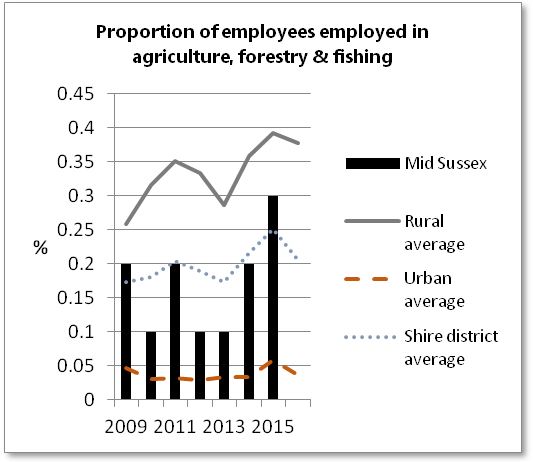 Proportion of employees employed in
agriculture, forestry & fishing
0.45
0.4
0.35
0.3
0.25
0.2
0.15
0.1
0.05
0
%
2009 2011 2013 2015
Mid Sussex
Rural
average
Urban
average
Shire district
average